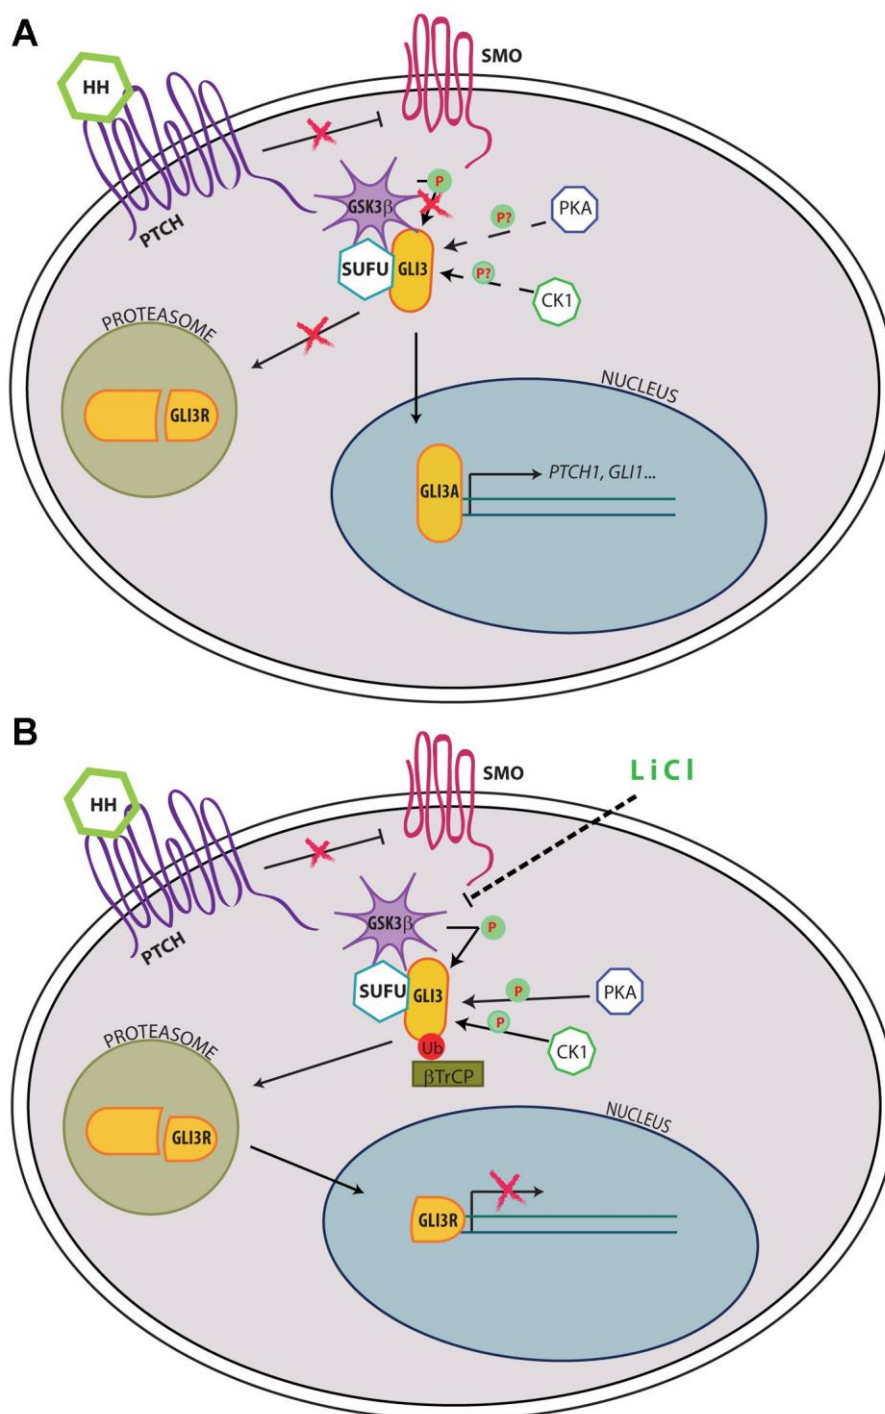 A
HH
SMO
PTCH
P
GSK3β
P?
PKA
SUFU
GLI3
P?
CK1
PROTEASOME
GLI3R
NUCLEUS
GLI3A
PTCH1, GLI1...
B
HH
SMO
LiCl
PTCH
GSK3β
P
SUFU
GLI3
P
PKA
P
CK1
Ub
βTrCP
PROTEASOME
GLI3R
NUCLEUS
GLI3R